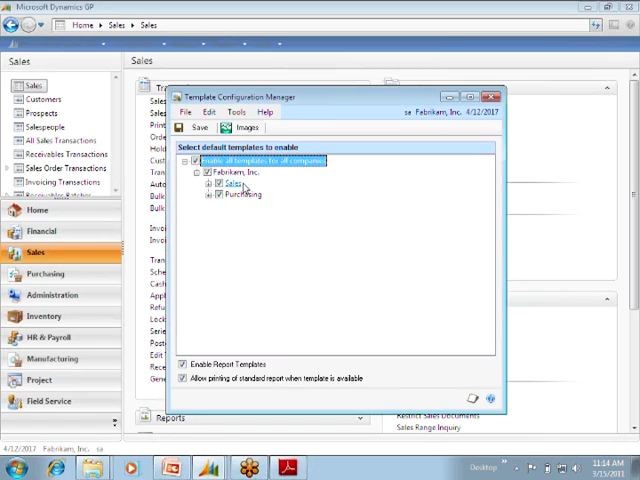 Microsoft Dynamics GP
Home
Sales
Sales
Sales
Sales
Sales
Customers
Prospects
Salespeople
All Sales Transactions
Receivables Transactions
Sales Order Transactions
Invoicing Transactions
Receivables Batches
Home
Financial
Sales
Purchasing
Administration
Inventory
HR & Payroll
Manufacturing
Project
Field Service
Reports
Restrict Sales Documents
Sales Range Inquiry
Template Configuration Manager
File Edit Tools Help
sa Fabrikam, Inc. 4/12/2017
Save Images
Select default templates to enable
Enable all templates for all companies
Fabrikam, Inc.
Sales
Purchasing
Enable Report Templates
Allow printing of standard report when template is available
4/12/2017 Fabrikam, Inc. sa
Desktop
11:14 AM
3/15/2011